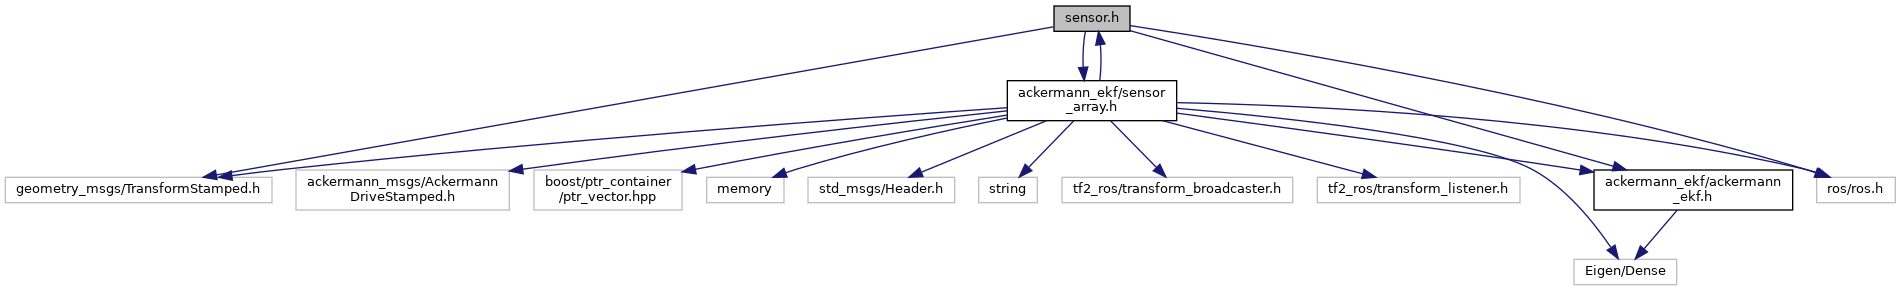 sensor.h
ackermann_ekf/sensor
_array.h
geometry_msgs/TransformStamped.h
ackermann_msgs/Ackermann
DriveStamped.h
boost/ptr_container
/ptr_vector.hpp
memory
std_msgs/Header.h
string
tf2_ros/transform_broadcaster.h
tf2_ros/transform_listener.h
ackermann_ekf/ackermann
_ekf.h
ros/ros.h
Eigen/Dense